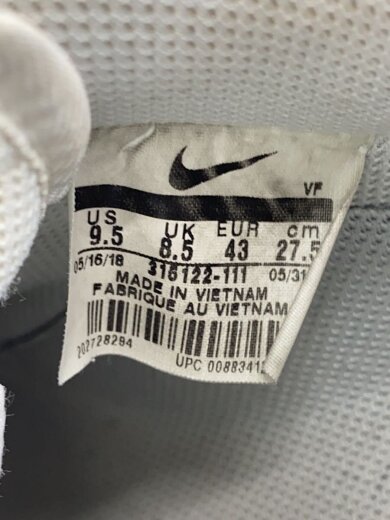 VF
US UK EUR cm
9.5 8.5 43 27.5
05/16/18 315122-111 05/31
MADE IN VIETNAM
FABRIQUE AU VIETNAM
202728294
UPC 00883412